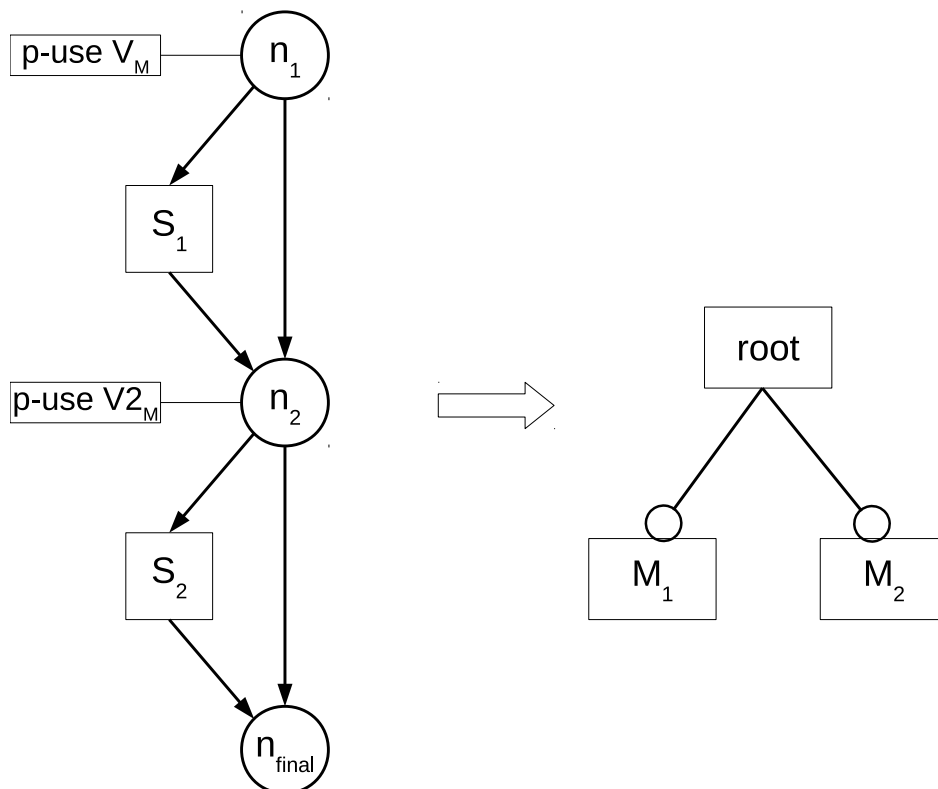 p-use V_M
n_1
S_1
p-use V2_M
n_2
root
S_2
M_1
M_2
n_final